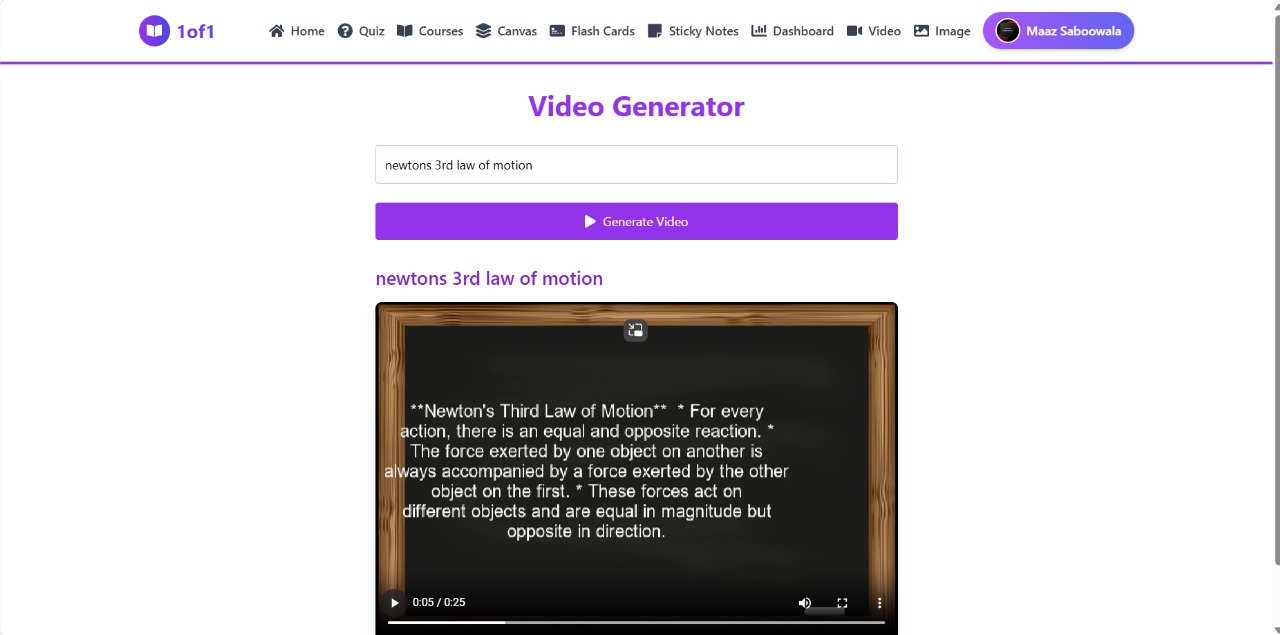 1of1 Home Quiz Courses Canvas Flash Cards Sticky Notes Dashboard Video Image Maaz Saboowala
Video Generator
newtons 3rd law of motion
Generate Video
newtons 3rd law of motion
**Newton's Third Law of Motion** * For every
action, there is an equal and opposite reaction. *
The force exerted by one object on another is
always accompanied by a force exerted by the other
object on the first. * These forces act on
different objects and are equal in magnitude but
opposite in direction.
0:05 / 0:25